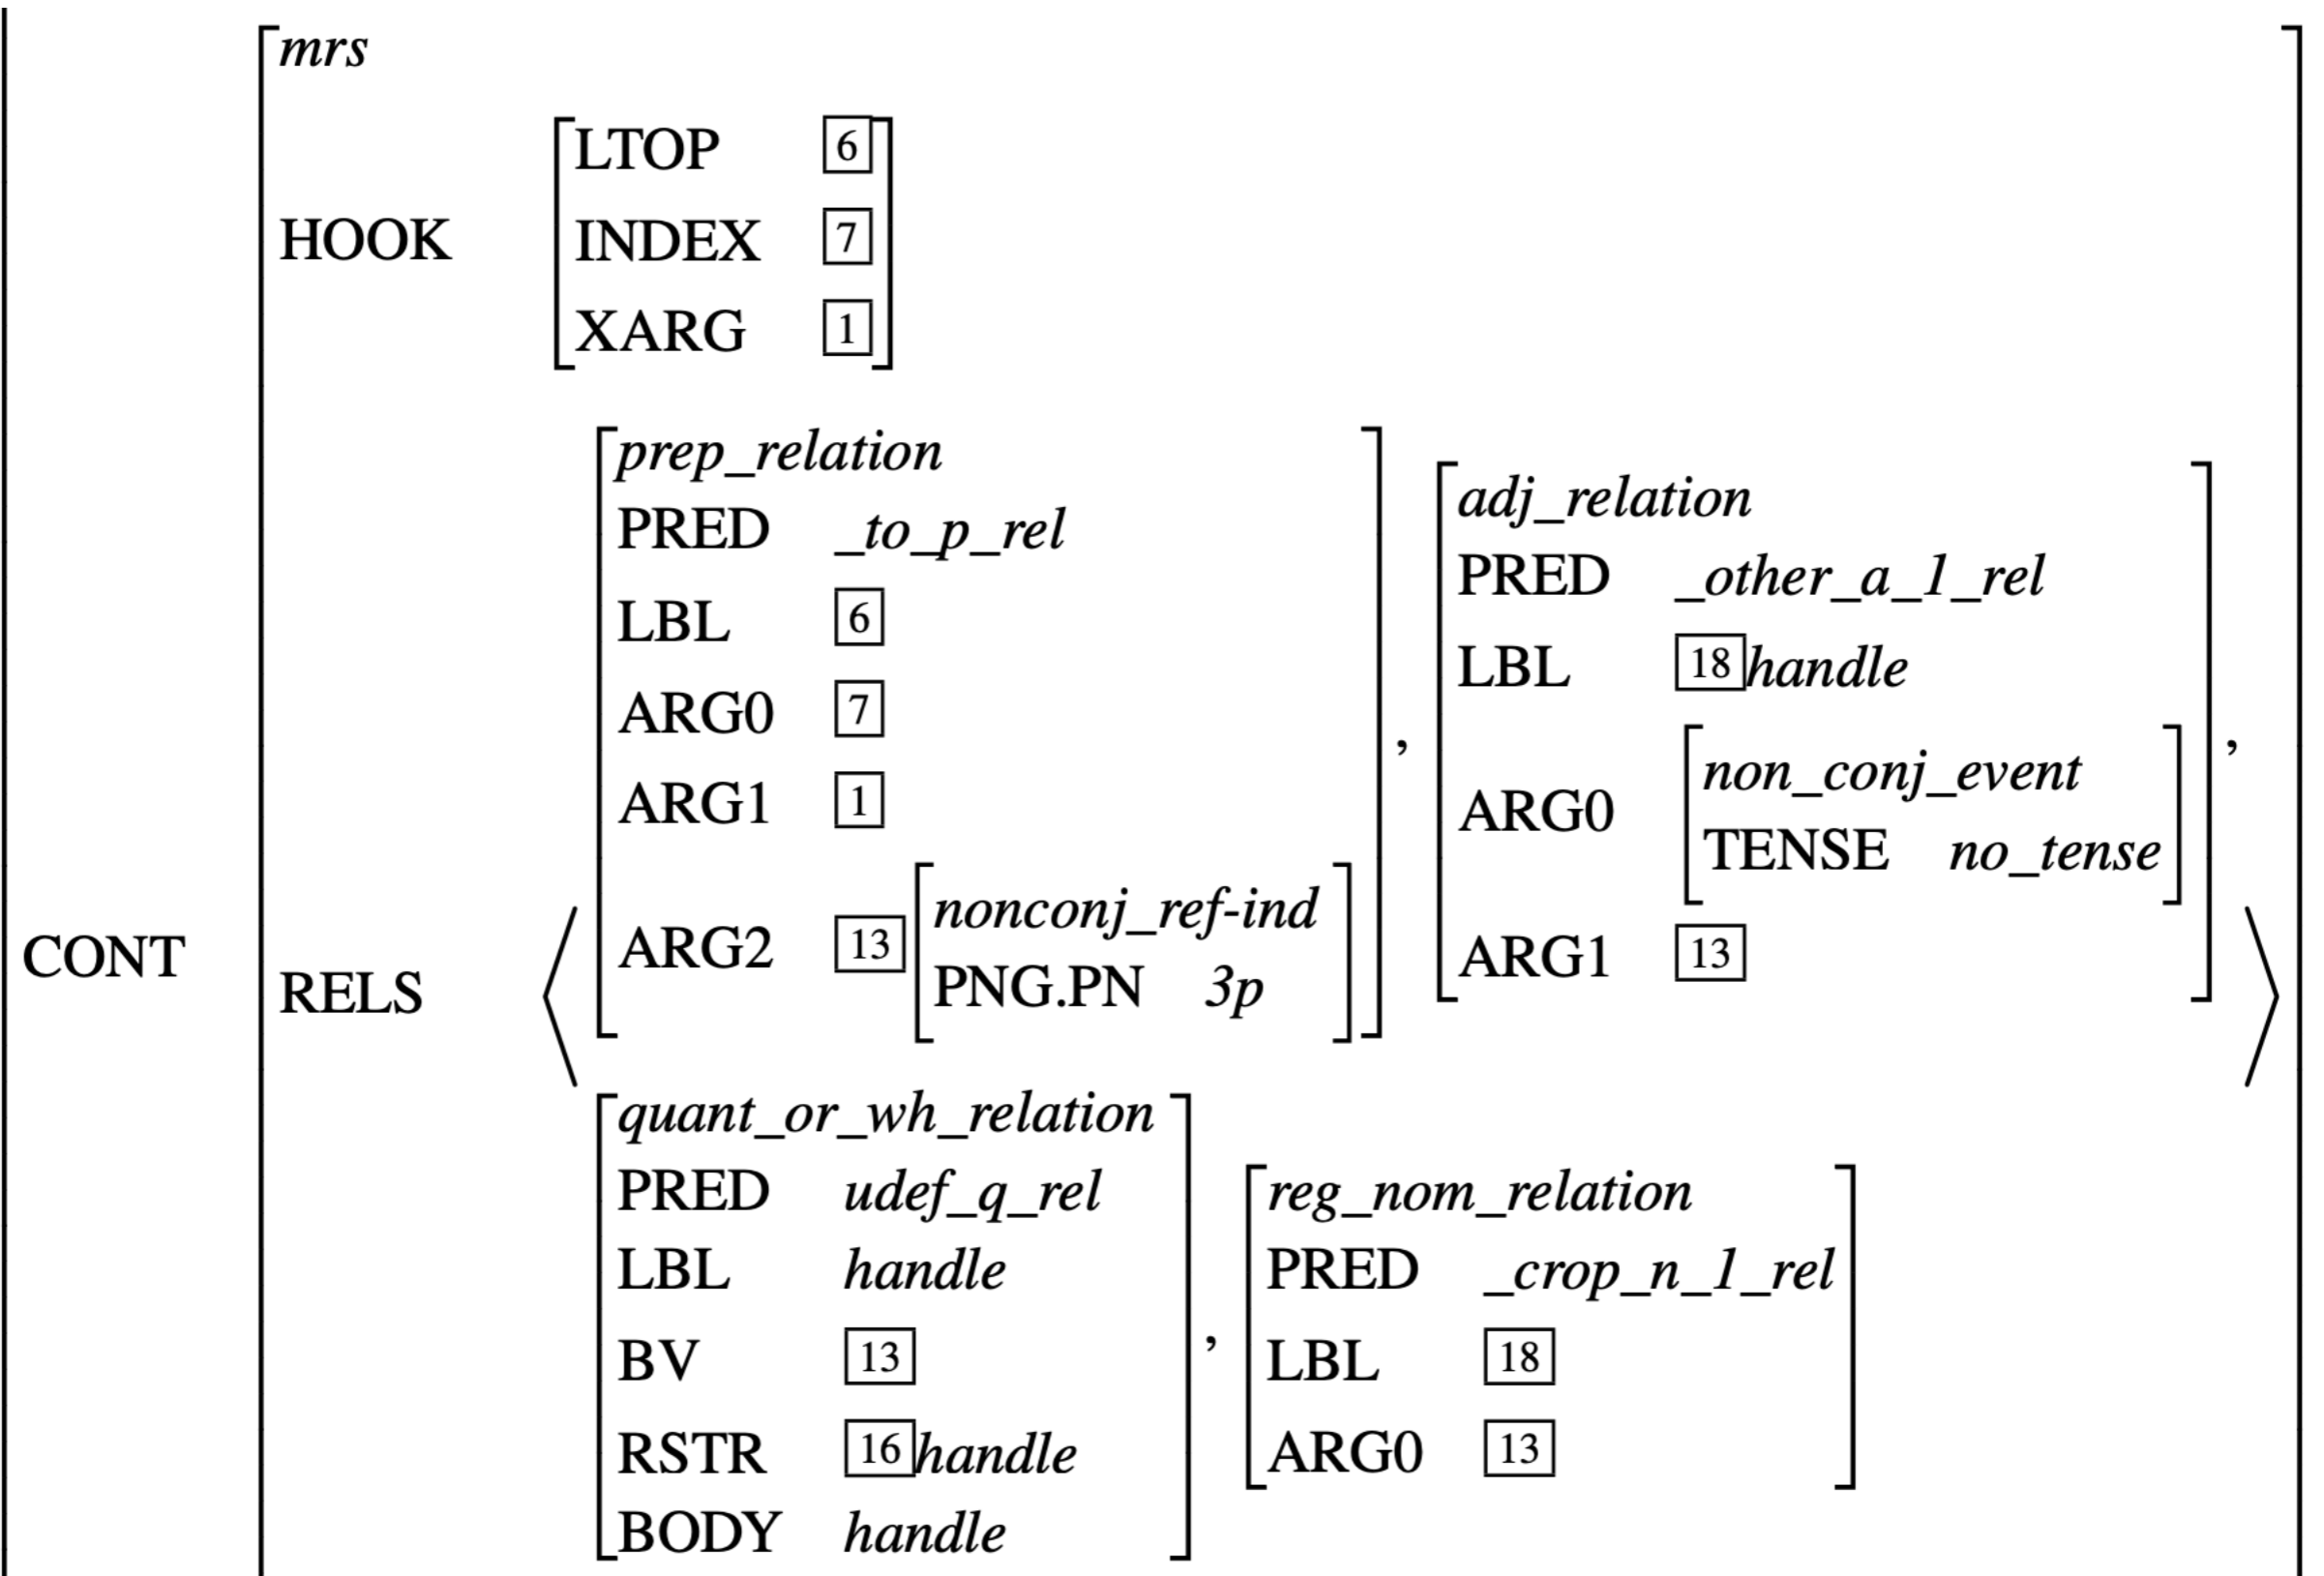 mrs
HOOK
LTOP 6
INDEX 7
XARG 1
CONT
RELS
prep_relation
PRED _to_p_rel
LBL 6
ARG0 7
ARG1 1
ARG2 13
nonconj_ref-ind
PNG.PN 3p
,
adj_relation
PRED _other_a_1_rel
LBL 18 handle
ARG0
non_conj_event
TENSE no_tense
ARG1 13
,
quant_or_wh_relation
PRED udef_q_rel
LBL handle
BV 13
RSTR 16 handle
BODY handle
,
reg_nom_relation
PRED _crop_n_1_rel
LBL 18
ARG0 13